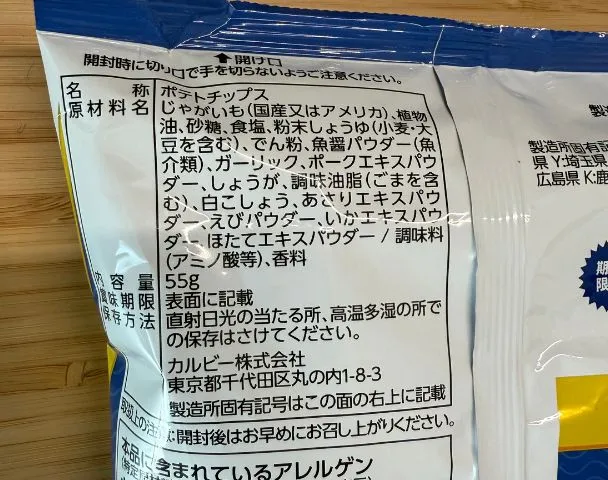 ⬆開け口
開封時に切り口で手を切らないようご注意ください。
名称 ポテトチップス
原材料名 じゃがいも(国産又はアメリカ)、植物
油、砂糖、食塩、粉末しょうゆ(小麦・大
豆を含む)、でん粉、魚醤パウダー(魚
介類)、ガーリック、ポークエキスパウ
ダー、しょうが、調味油脂(ごまを含
む)、白こしょう、あさりエキスパウ
ダー、えびパウダー、いかエキスパウ
ダー、ほたてエキスパウダー / 調味料
(アミノ酸等)、香料
内容量 55g
賞味期限 表面に記載
保存方法 直射日光の当たる所、高温多湿の所で
の保存はさけてください。
カルビー株式会社
東京都千代田区丸の内1-8-3
製造所固有記号はこの面の右上に記載
取扱上の注意:開封後はお早めにお召し上がりください。
本品に含まれているアレルゲン
製
製造所固有記
県 Y:埼玉県
広島県 K:鹿
期
限